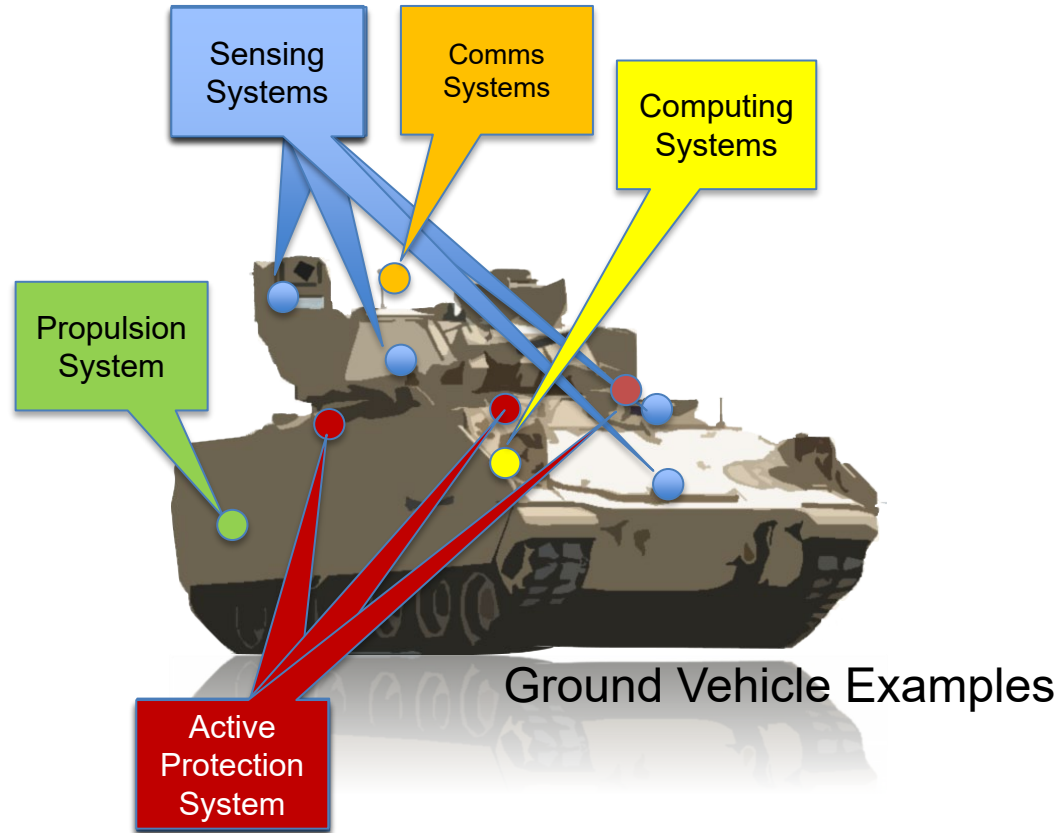 Sensing
Systems
Comms
Systems
Computing
Systems
Propulsion
System
Ground Vehicle Examples
Active
Protection
System